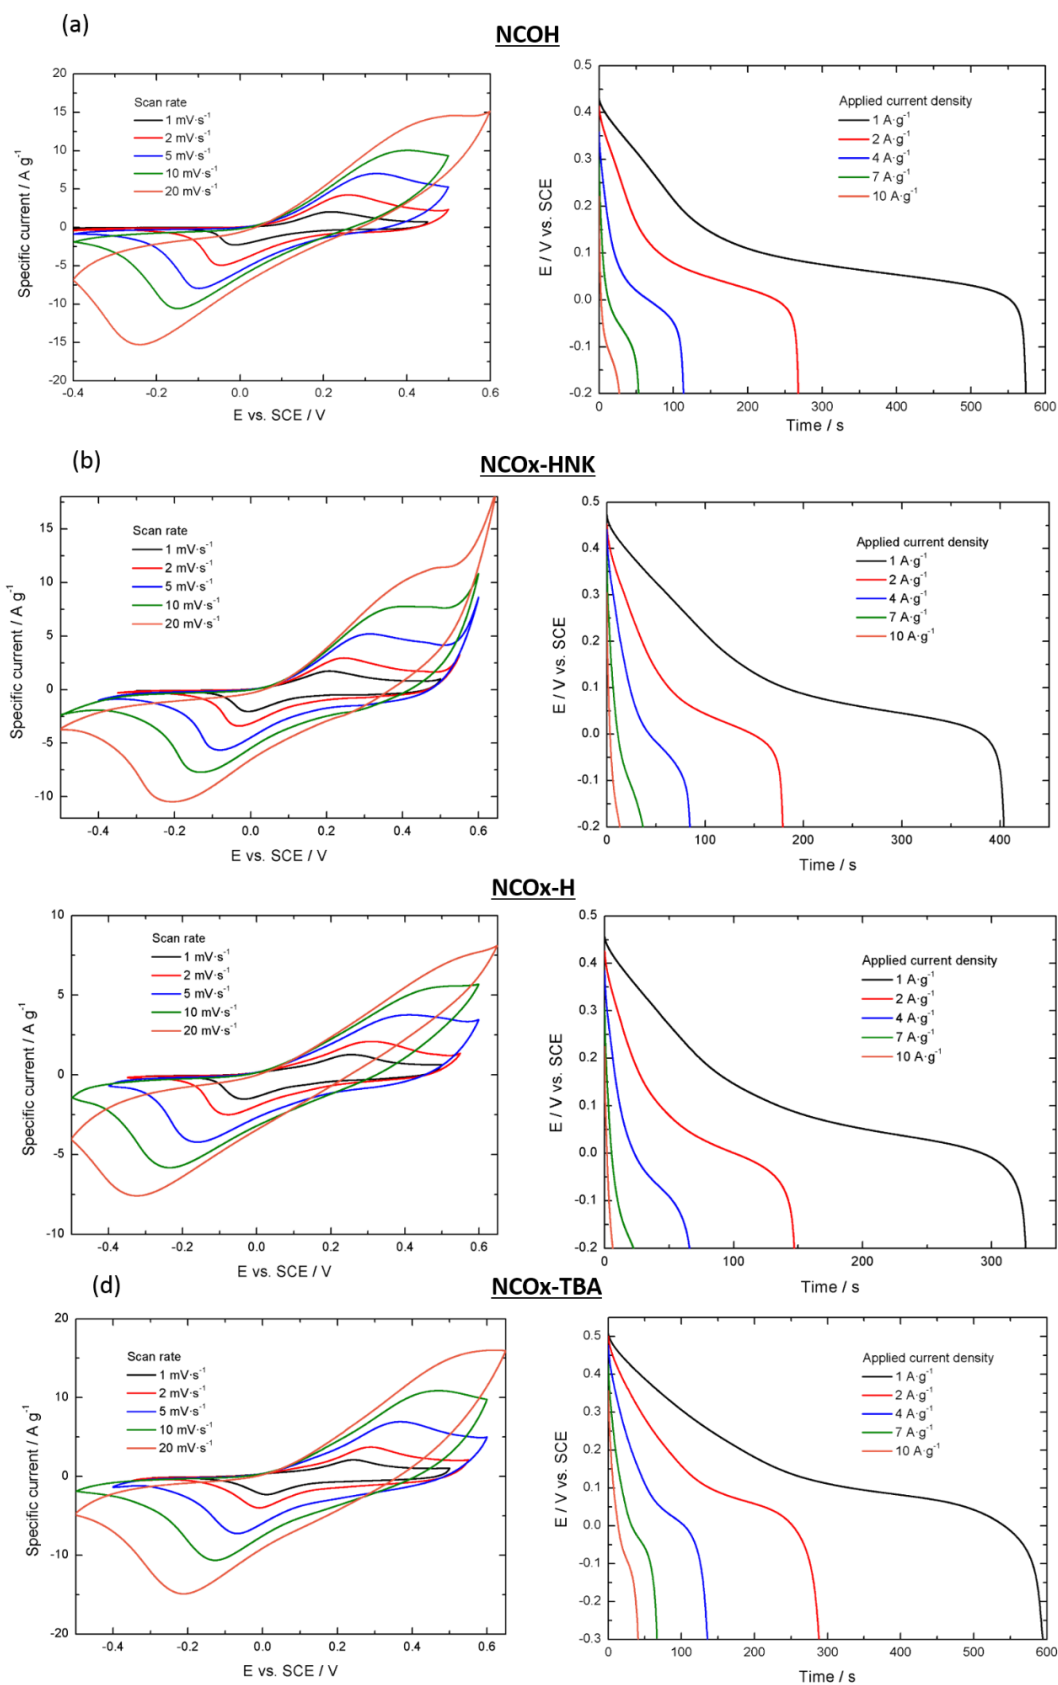 (a)
NCOH
Scan rate
1 mV·s⁻¹
2 mV·s⁻¹
5 mV·s⁻¹
10 mV·s⁻¹
20 mV·s⁻¹
20
15
10
5
0
-5
-10
-15
-20
Specific current / A g⁻¹
-0.4 -0.2 0.0 0.2 0.4 0.6
E vs. SCE / V
Applied current density
1 A·g⁻¹
2 A·g⁻¹
4 A·g⁻¹
7 A·g⁻¹
10 A·g⁻¹
0.5
0.4
0.3
0.2
0.1
0.0
-0.1
-0.2
E / V vs. SCE
0 100 200 300 400 500 600
Time / s
(b)
NCOx-HNK
Scan rate
1 mV·s⁻¹
2 mV·s⁻¹
5 mV·s⁻¹
10 mV·s⁻¹
20 mV·s⁻¹
15
10
5
0
-5
-10
Specific current / A g⁻¹
-0.4 -0.2 0.0 0.2 0.4 0.6
E vs. SCE / V
Applied current density
1 A·g⁻¹
2 A·g⁻¹
4 A·g⁻¹
7 A·g⁻¹
10 A·g⁻¹
0.5
0.4
0.3
0.2
0.1
0.0
-0.1
-0.2
E / V vs. SCE
0 100 200 300 400
Time / s
NCOx-H
Scan rate
1 mV·s⁻¹
2 mV·s⁻¹
5 mV·s⁻¹
10 mV·s⁻¹
20 mV·s⁻¹
10
5
0
-5
-10
Specific current / A g⁻¹
-0.4 -0.2 0.0 0.2 0.4 0.6
E vs. SCE / V
Applied current density
1 A·g⁻¹
2 A·g⁻¹
4 A·g⁻¹
7 A·g⁻¹
10 A·g⁻¹
0.5
0.4
0.3
0.2
0.1
0.0
-0.1
-0.2
E / V vs. SCE
0 100 200 300
Time / s
(d)
NCOx-TBA
Scan rate
1 mV·s⁻¹
2 mV·s⁻¹
5 mV·s⁻¹
10 mV·s⁻¹
20 mV·s⁻¹
20
10
0
-10
-20
Specific current / A g⁻¹
-0.4 -0.2 0.0 0.2 0.4 0.6
E vs. SCE / V
Applied current density
1 A·g⁻¹
2 A·g⁻¹
4 A·g⁻¹
7 A·g⁻¹
10 A·g⁻¹
0.5
0.4
0.3
0.2
0.1
0.0
-0.1
-0.2
-0.3
E / V vs. SCE
0 100 200 300 400 500 600
Time / s